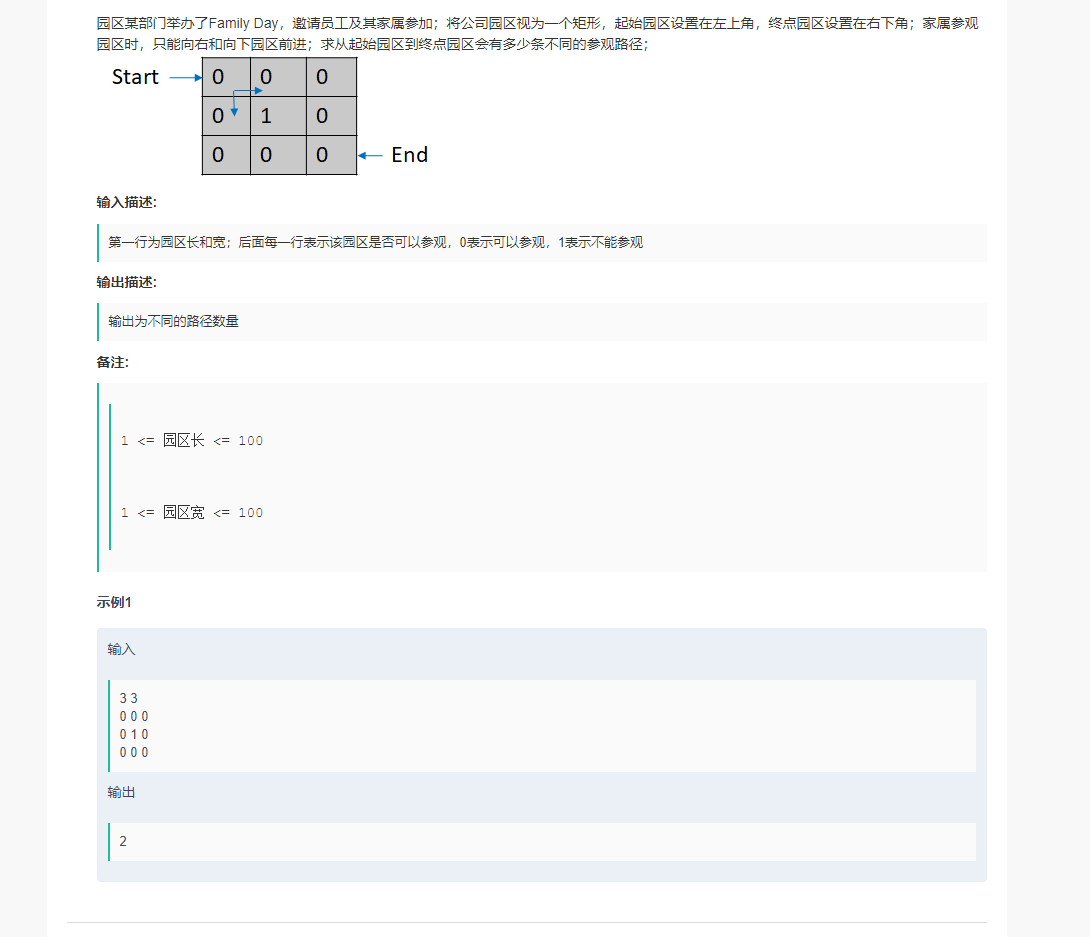 园区某部门举办了Family Day，邀请员工及其家属参加；将公司园区视为一个矩形，起始园区设置在左上角，终点园区设置在右下角；家属参观
园区时，只能向右和向下园区前进；求从起始园区到终点园区会有多少条不同的参观路径；
Start 0 0 0
0 1 0
0 0 0 End
输入描述：
第一行为园区长和宽；后面每一行表示该园区是否可以参观，0表示可以参观，1表示不能参观
输出描述：
输出为不同的路径数量
备注：
1 <= 园区长 <= 100
1 <= 园区宽 <= 100
示例1
输入
3 3
0 0 0
0 1 0
0 0 0
输出
2